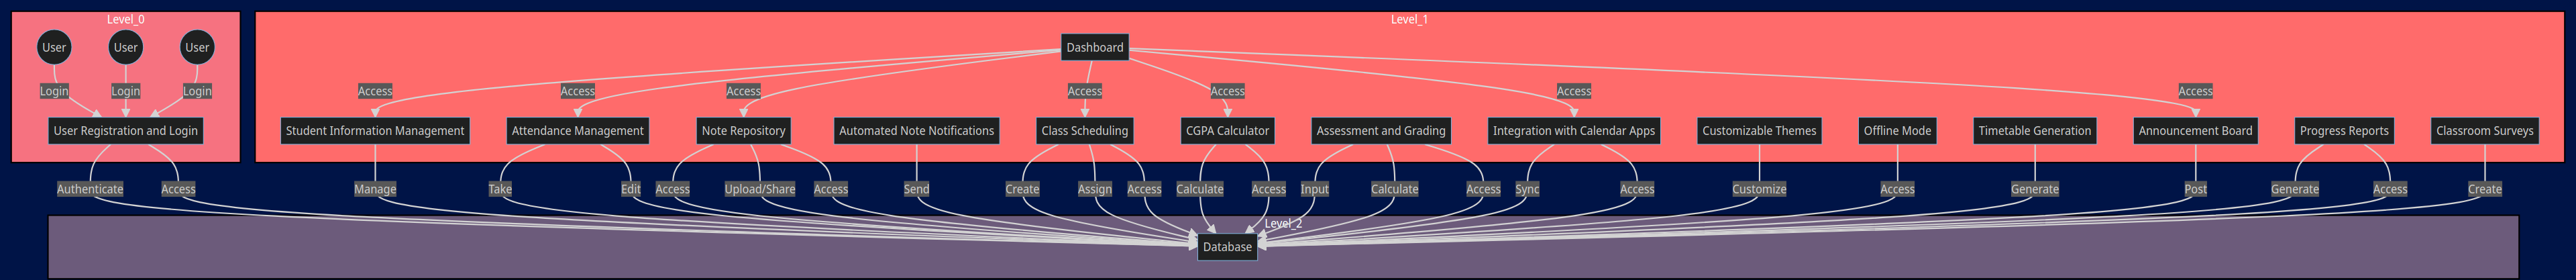 Level_0
Level_1
User
User
User
Dashboard
Login
Login
Login
Access
Access
Access
Access
Access
Access
Access
User Registration and Login
Student Information Management
Attendance Management
Note Repository
Automated Note Notifications
Class Scheduling
CGPA Calculator
Assessment and Grading
Integration with Calendar Apps
Customizable Themes
Offline Mode
Timetable Generation
Announcement Board
Progress Reports
Classroom Surveys
Authenticate
Access
Manage
Take
Edit
Access
Upload/Share
Access
Send
Create
Assign
Access
Calculate
Access
Input
Calculate
Access
Sync
Access
Customize
Access
Generate
Post
Generate
Access
Create
Level_2
Database